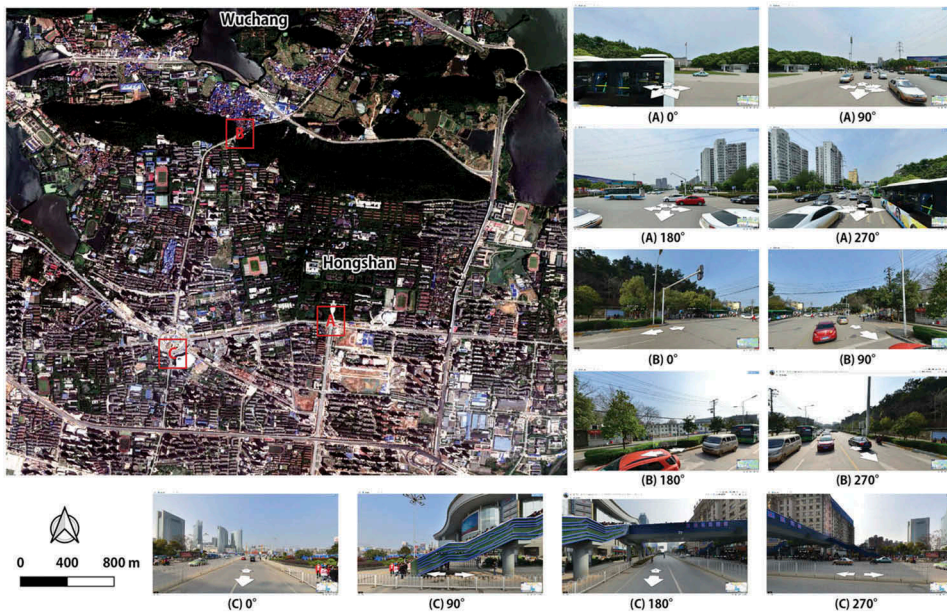 Wuchang
B
Hongshan
A
C
(A) 0°
(A) 90°
(A) 180°
(A) 270°
(B) 0°
(B) 90°
(B) 180°
(B) 270°
0 400 800 m
(C) 0°
(C) 90°
(C) 180°
(C) 270°